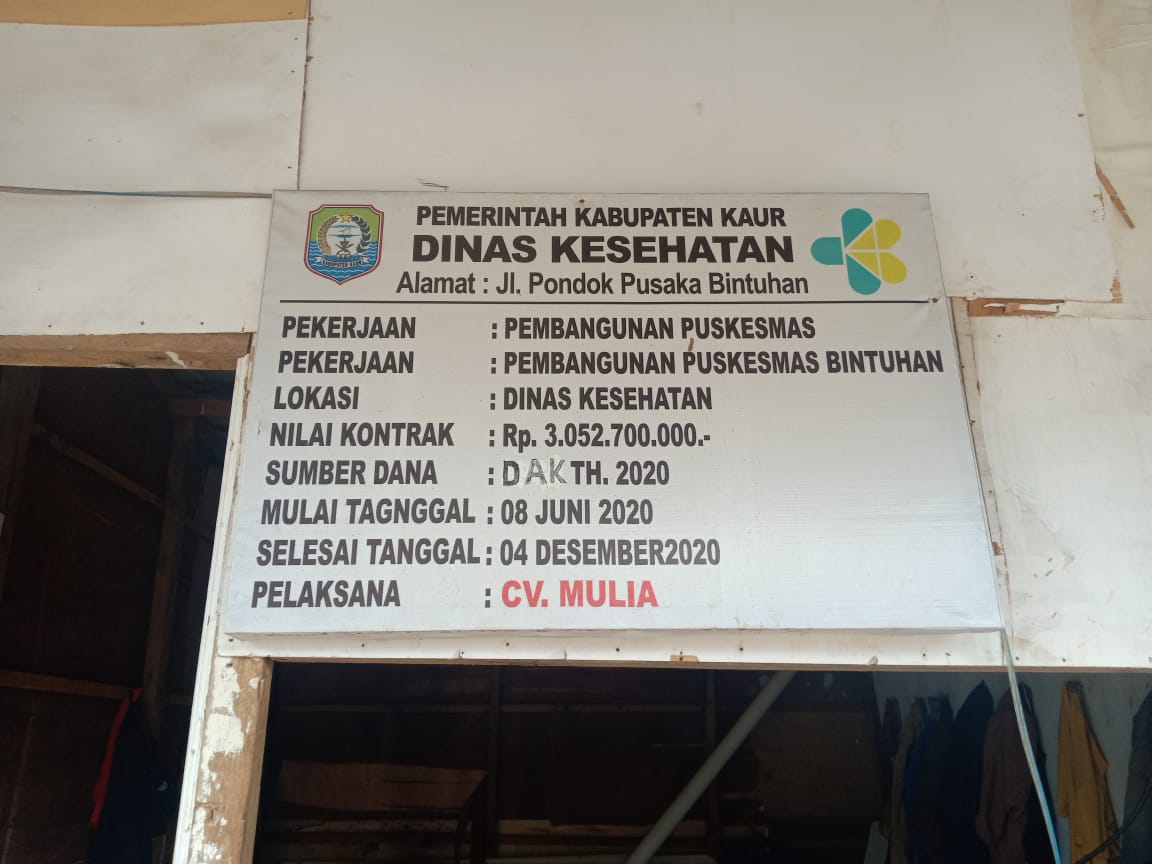 PEMERINTAH KABUPATEN KAUR
DINAS KESEHATAN
Alamat : Jl. Pondok Pusaka Bintuhan
KABUPATEN KAUR
PEKERJAAN : PEMBANGUNAN PUSKESMAS
PEKERJAAN : PEMBANGUNAN PUSKESMAS BINTUHAN
LOKASI : DINAS KESEHATAN
NILAI KONTRAK : Rp. 3.052.700.000.-
SUMBER DANA : DAK TH. 2020
MULAI TAGNGGAL : 08 JUNI 2020
SELESAI TANGGAL : 04 DESEMBER2020
PELAKSANA : CV. MULIA